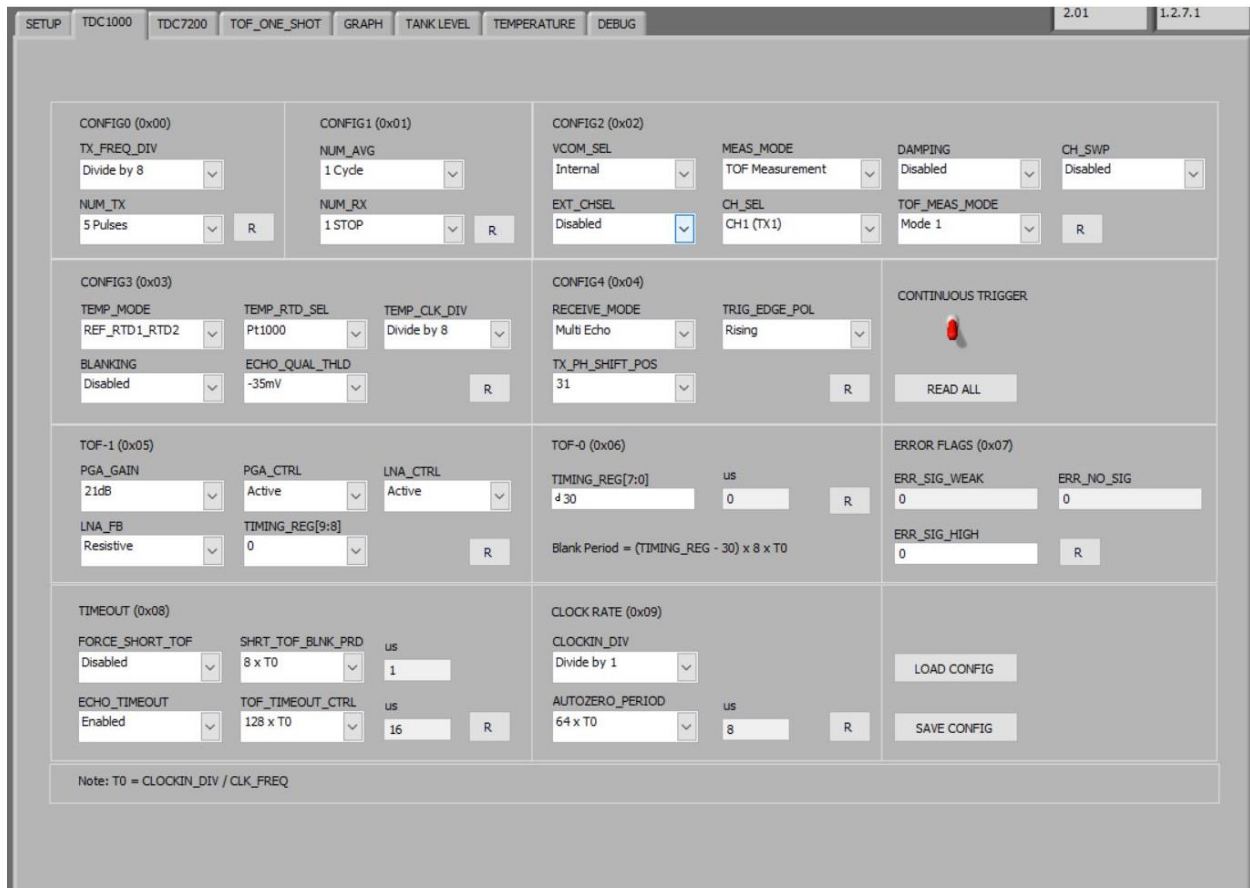 2.01 1.2.7.1
SETUP TDC1000 TDC7200 TOF_ONE_SHOT GRAPH TANK LEVEL TEMPERATURE DEBUG
CONFIG0 (0x00)
TX_FREQ_DIV
Divide by 8
NUM_TX
5 Pulses R
CONFIG1 (0x01)
NUM_AVG
1 Cycle
NUM_RX
1 STOP R
CONFIG2 (0x02)
VCOM_SEL MEAS_MODE DAMPING CH_SWP
Internal TOF Measurement Disabled Disabled
EXT_CHSEL CH_SEL TOF_MEAS_MODE
Disabled CH1 (TX1) Mode 1 R
CONFIG3 (0x03)
TEMP_MODE TEMP_RTD_SEL TEMP_CLK_DIV
REF_RTD1_RTD2 Pt1000 Divide by 8
BLANKING ECHO_QUAL_THLD
Disabled -35mV R
CONFIG4 (0x04)
RECEIVE_MODE TRIG_EDGE_POL
Multi Echo Rising
TX_PH_SHIFT_POS
31 R
CONTINUOUS TRIGGER
READ ALL
TOF-1 (0x05)
PGA_GAIN PGA_CTRL LNA_CTRL
21dB Active Active
LNA_FB TIMING_REG[9:8]
Resistive 0 R
TOF-0 (0x06)
TIMING_REG[7:0] us
d 30 0 R
Blank Period = (TIMING_REG - 30) x 8 x T0
ERROR FLAGS (0x07)
ERR_SIG_WEAK ERR_NO_SIG
0 0
ERR_SIG_HIGH
0 R
TIMEOUT (0x08)
FORCE_SHORT_TOF SHRT_TOF_BLNK_PRD us
Disabled 8 x T0 1
ECHO_TIMEOUT TOF_TIMEOUT_CTRL us
Enabled 128 x T0 16 R
CLOCK RATE (0x09)
CLOCKIN_DIV
Divide by 1
AUTOZERO_PERIOD us
64 x T0 8 R
LOAD CONFIG
SAVE CONFIG
Note: T0 = CLOCKIN_DIV / CLK_FREQ